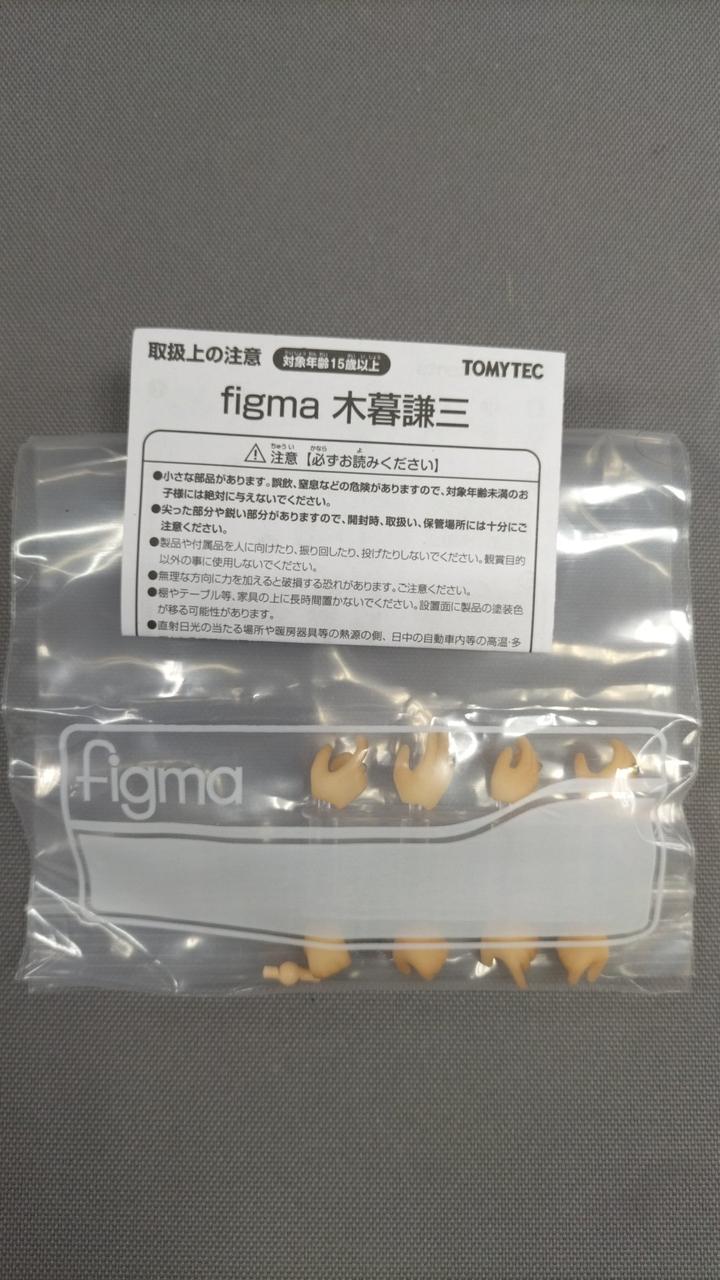 取扱上の注意 対象年齢15歳以上 TOMYTEC
figma 木暮謙三
注意【必ずお読みください】
●小さな部品があります。誤飲、窒息などの危険がありますので、対象年齢未満のお
子様には絶対に与えないでください。
●尖った部分や鋭い部分がありますので、開封時、取扱い、保管場所には十分にご
注意ください。
●製品や付属品を人に向けたり、振り回したり、投げたりしないでください。観賞目的
以外の事に使用しないでください。
●無理な方向に力を加えると破損する恐れがあります。ご注意ください。
●棚やテーブル等、家具の上に長時間置かないでください。設置面に製品の塗装色
が移る可能性があります。
●直射日光の当たる場所や暖房器具等の熱源の側、日中の自動車内等の高温・多
figma